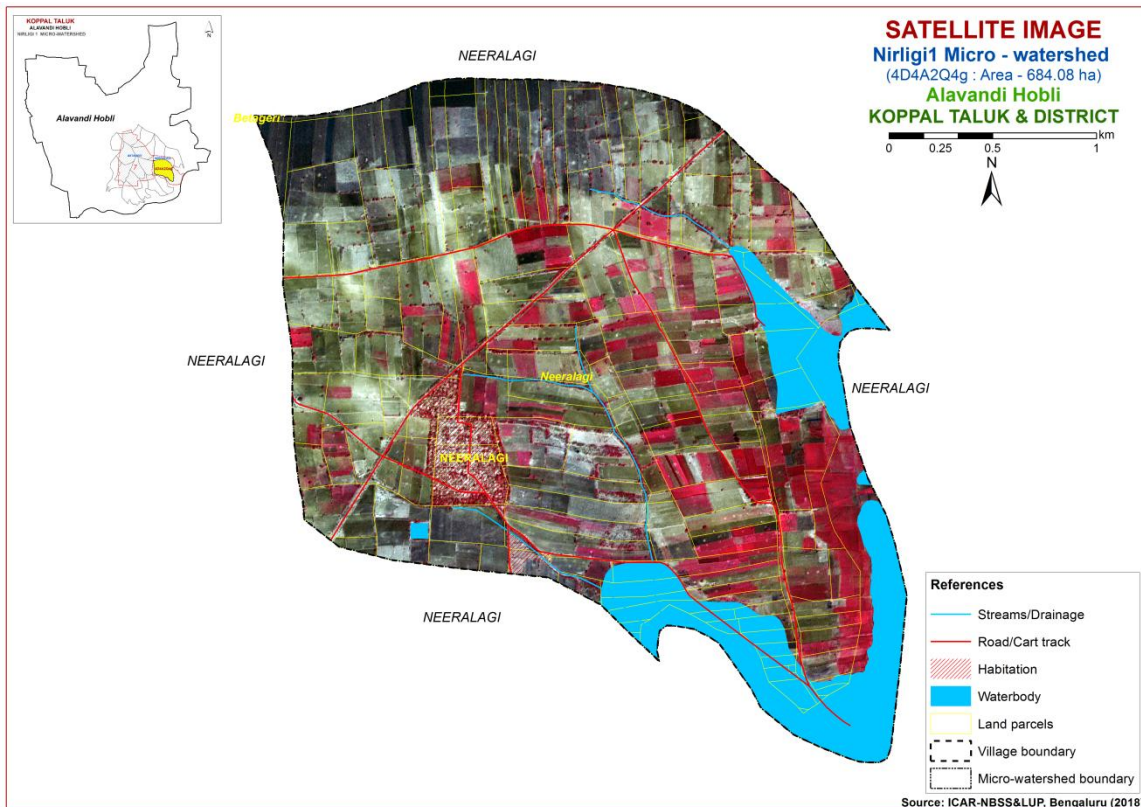 KOPPAL TALUK
ALAVANDI HOBLI
NIRLIGI 1 MICRO-WATERSHED
N
Alavandi Hobli
SATELLITE IMAGE
Nirligi1 Micro - watershed
(4D4A2Q4g : Area - 684.08 ha)
Alavandi Hobli
KOPPAL TALUK & DISTRICT
km
0 0.25 0.5 1
N
NEERALAGI
Betageri
NEERALAGI
Neeralagi
NEERALAGI
NEERALAGI
NEERALAGI
References
Streams/Drainage
Road/Cart track
Habitation
Waterbody
Land parcels
Village boundary
Micro-watershed boundary
Source: ICAR-NBSS&LUP, Bengaluru (2018